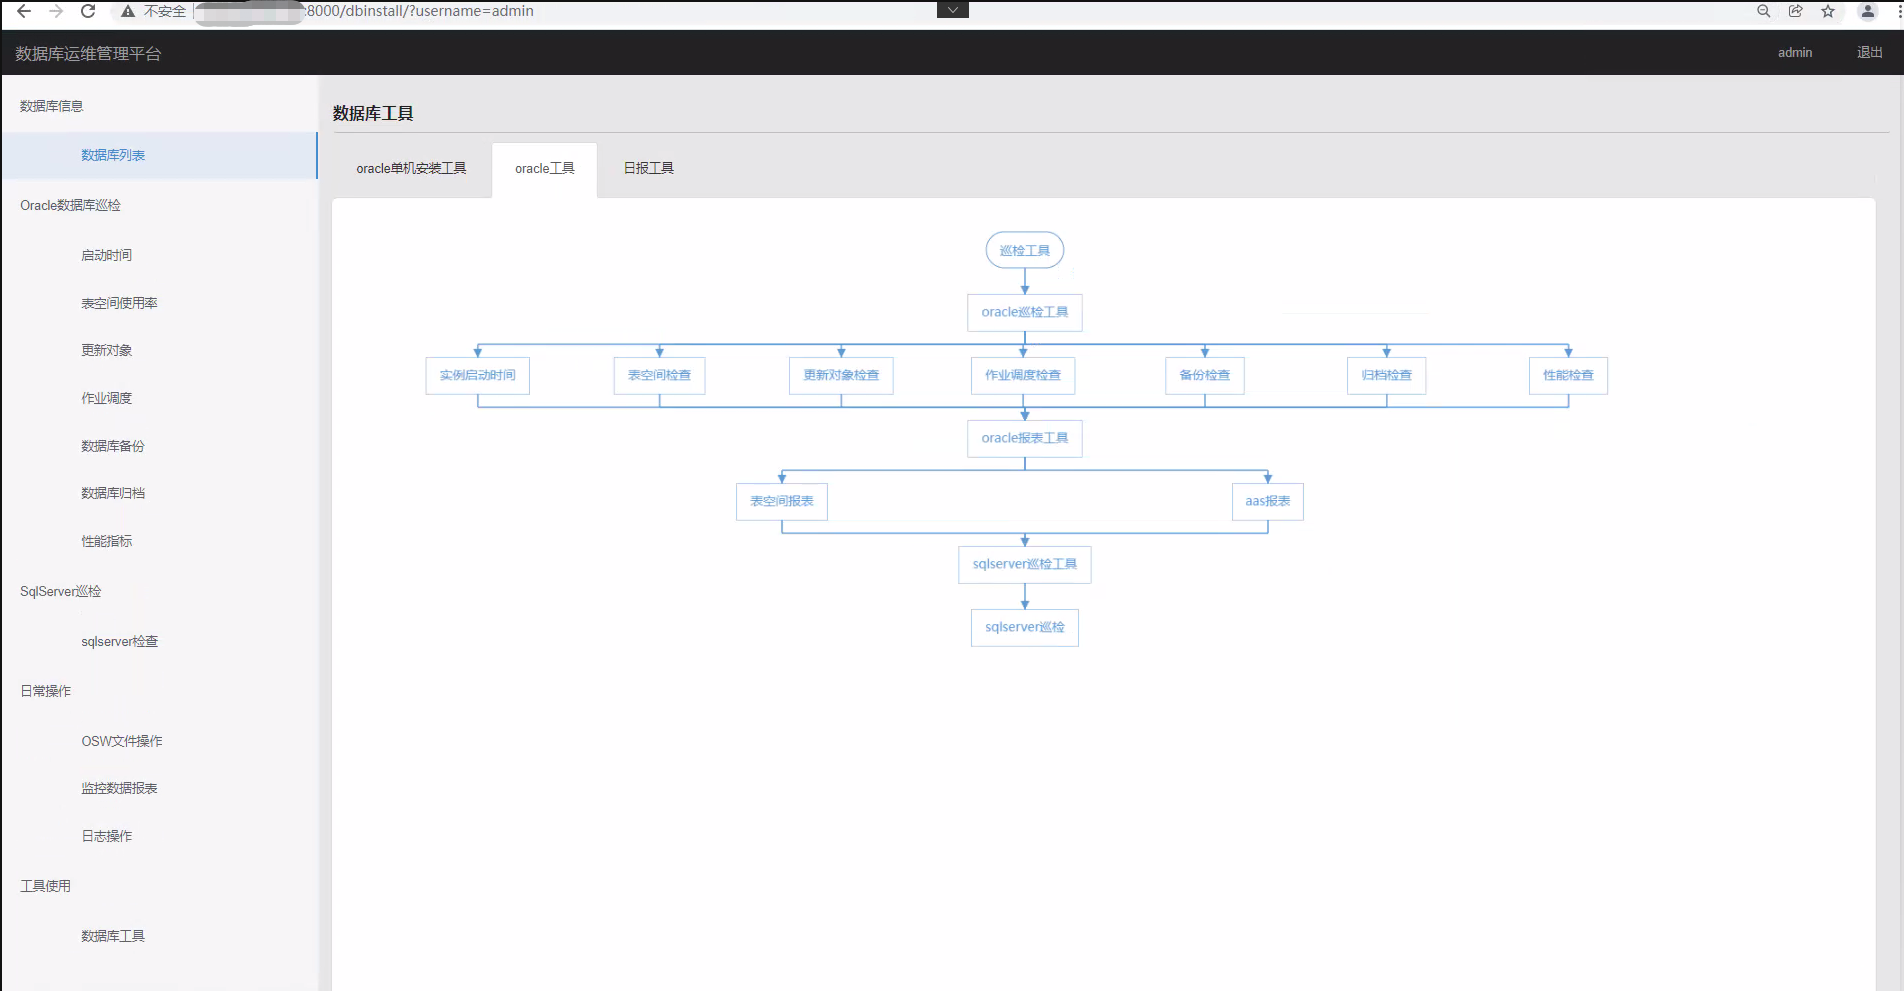 不安全
:8000/dbinstall/?username=admin
数据库运维管理平台
admin
退出
数据库信息
数据库列表
Oracle数据库巡检
启动时间
表空间使用率
更新对象
作业调度
数据库备份
数据库归档
性能指标
SqlServer巡检
sqlserver检查
日常操作
OSW文件操作
监控数据报表
日志操作
工具使用
数据库工具
数据库工具
oracle单机安装工具
oracle工具
日报工具
巡检工具
oracle巡检工具
实例启动时间
表空间检查
更新对象检查
作业调度检查
备份检查
归档检查
性能检查
oracle报表工具
表空间报表
aas报表
sqlserver巡检工具
sqlserver巡检